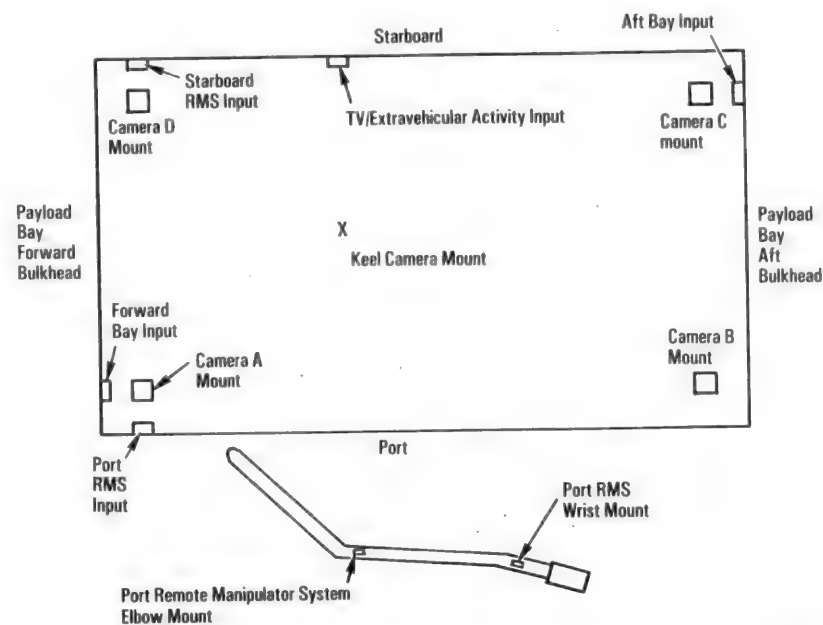 Starboard
Aft Bay Input
Starboard
RMS Input
TV/Extravehicular Activity Input
Camera D
Mount
Camera C
mount
Payload
Bay
Forward
Bulkhead
X
Keel Camera Mount
Payload
Bay
Aft
Bulkhead
Forward
Bay Input
Camera A
Mount
Camera B
Mount
Port
RMS
Input
Port
Port RMS
Wrist Mount
Port Remote Manipulator System
Elbow Mount